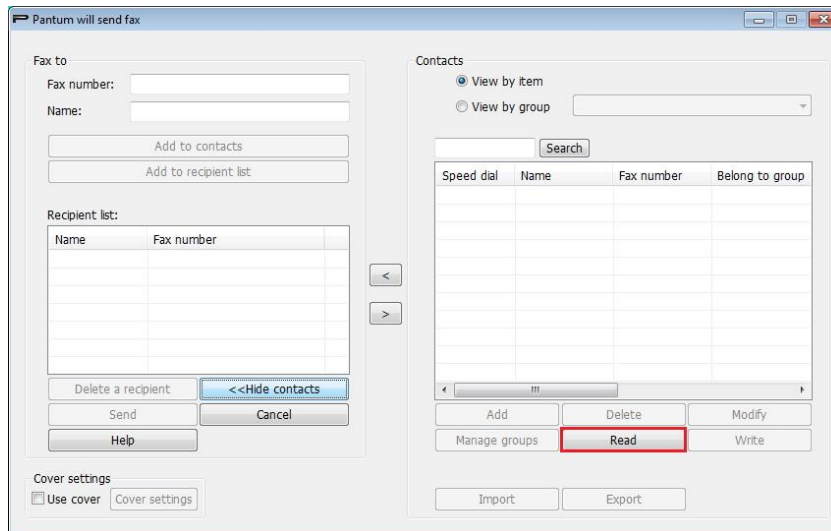 Pantum will send fax
Fax to
Fax number:
Name:
Add to contacts
Add to recipient list
Recipient list:
Name Fax number
Delete a recipient <<Hide contacts
Send Cancel
Help
Cover settings
Use cover Cover settings
<
>
Contacts
View by item
View by group
Search
Speed dial Name Fax number Belong to group
Add Delete Modify
Manage groups Read Write
Import Export